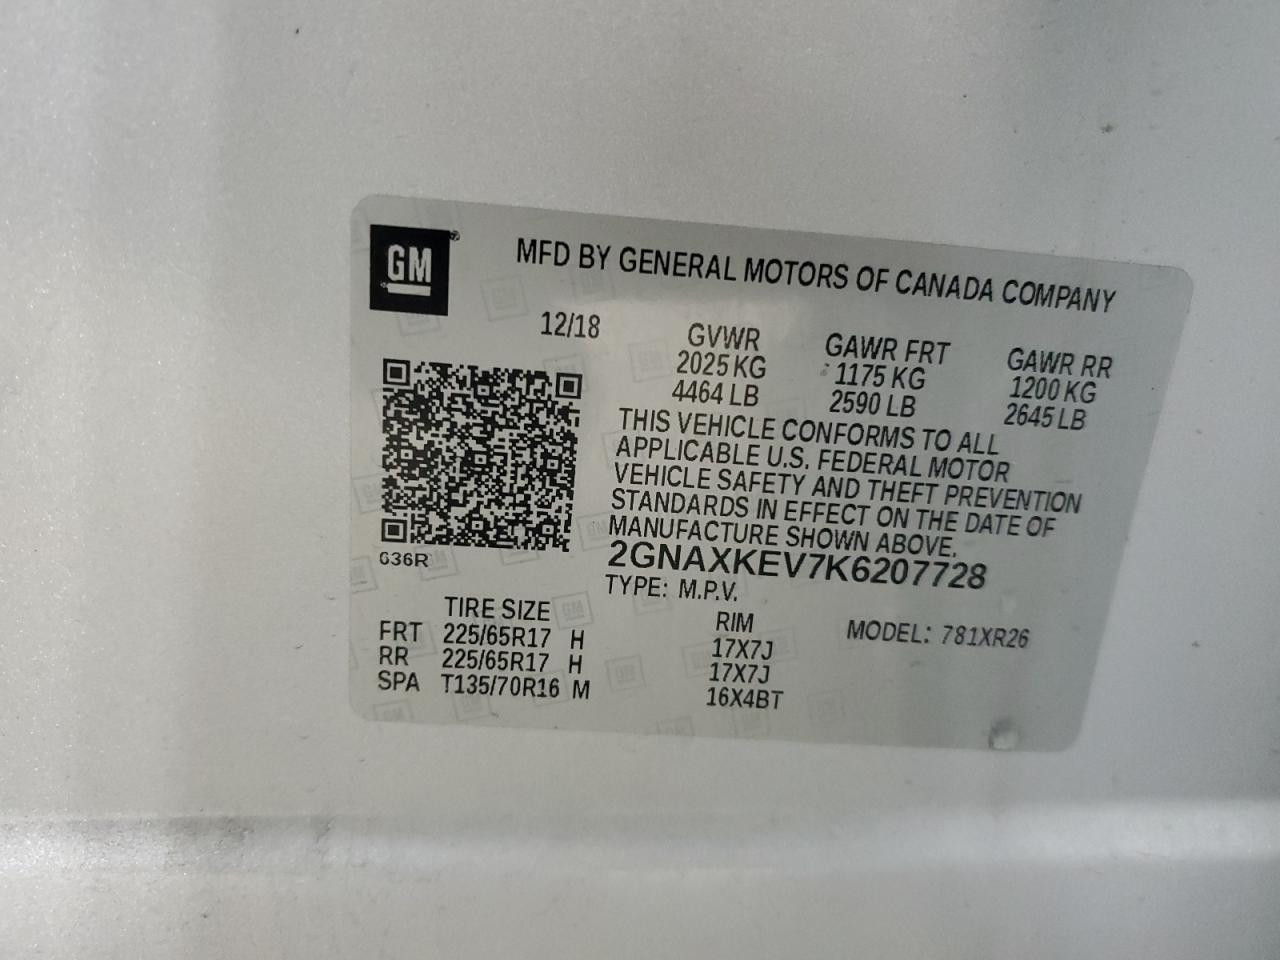 GM
MFD BY GENERAL MOTORS OF CANADA COMPANY
12/18 GVWR GAWR FRT GAWR RR
2025 KG 1175 KG 1200 KG
4464 LB 2590 LB 2645 LB
THIS VEHICLE CONFORMS TO ALL
APPLICABLE U.S. FEDERAL MOTOR
VEHICLE SAFETY AND THEFT PREVENTION
STANDARDS IN EFFECT ON THE DATE OF
MANUFACTURE SHOWN ABOVE.
G36R
2GNAXKEV7K6207728
TYPE: M.P.V.
TIRE SIZE RIM MODEL: 781XR26
FRT 225/65R17 H 17X7J
RR 225/65R17 H 17X7J
SPA T135/70R16 M 16X4BT